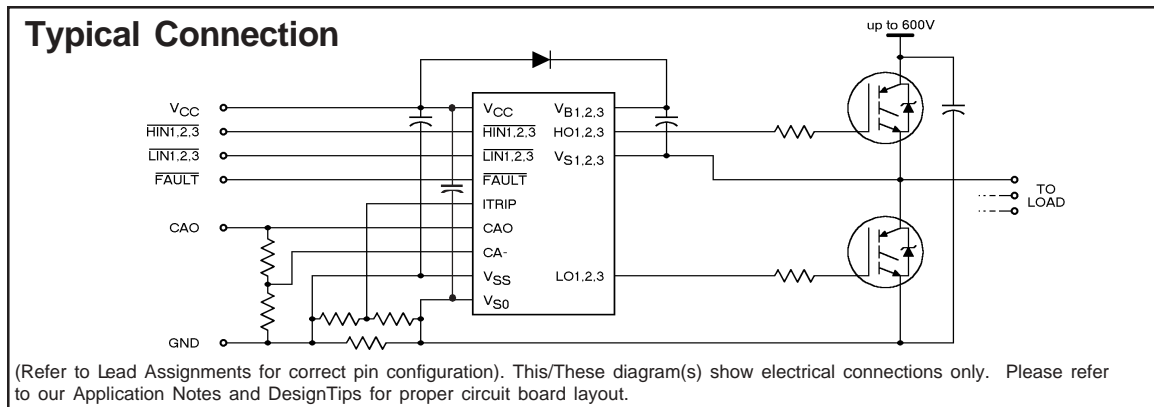 Typical Connection
up to 600V
VCC
HIN1,2,3
LIN1,2,3
FAULT
CAO
GND
VCC
HIN1,2,3
LIN1,2,3
FAULT
ITRIP
CAO
CA-
VSS
VS0
VB1,2,3
HO1,2,3
VS1,2,3
LO1,2,3
TO
LOAD
(Refer to Lead Assignments for correct pin configuration). This/These diagram(s) show electrical connections only. Please refer
to our Application Notes and DesignTips for proper circuit board layout.